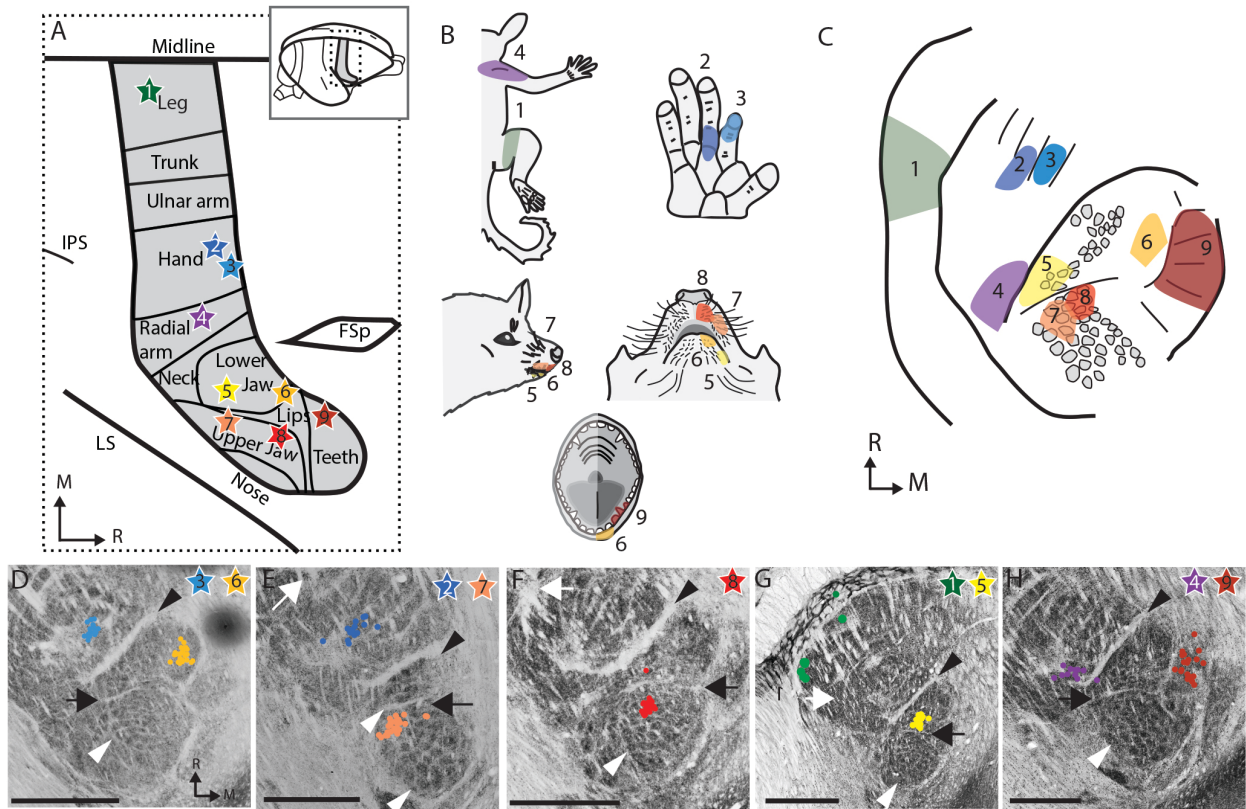 A
Midline
1
Leg
Trunk
Ulnar arm
IPS
Hand
2
3
Radial
arm
4
FSp
Neck
Lower
Jaw
5
6
7
Lips
9
8
Upper Jaw
Teeth
Nose
LS
M
R
B
4
1
2
3
7
8
6
5
8
7
6
5
9
6
C
1
2
3
4
5
6
9
7
8
R
M
D
3
6
R
M
E
2
7
F
8
G
1
5
H
4
9